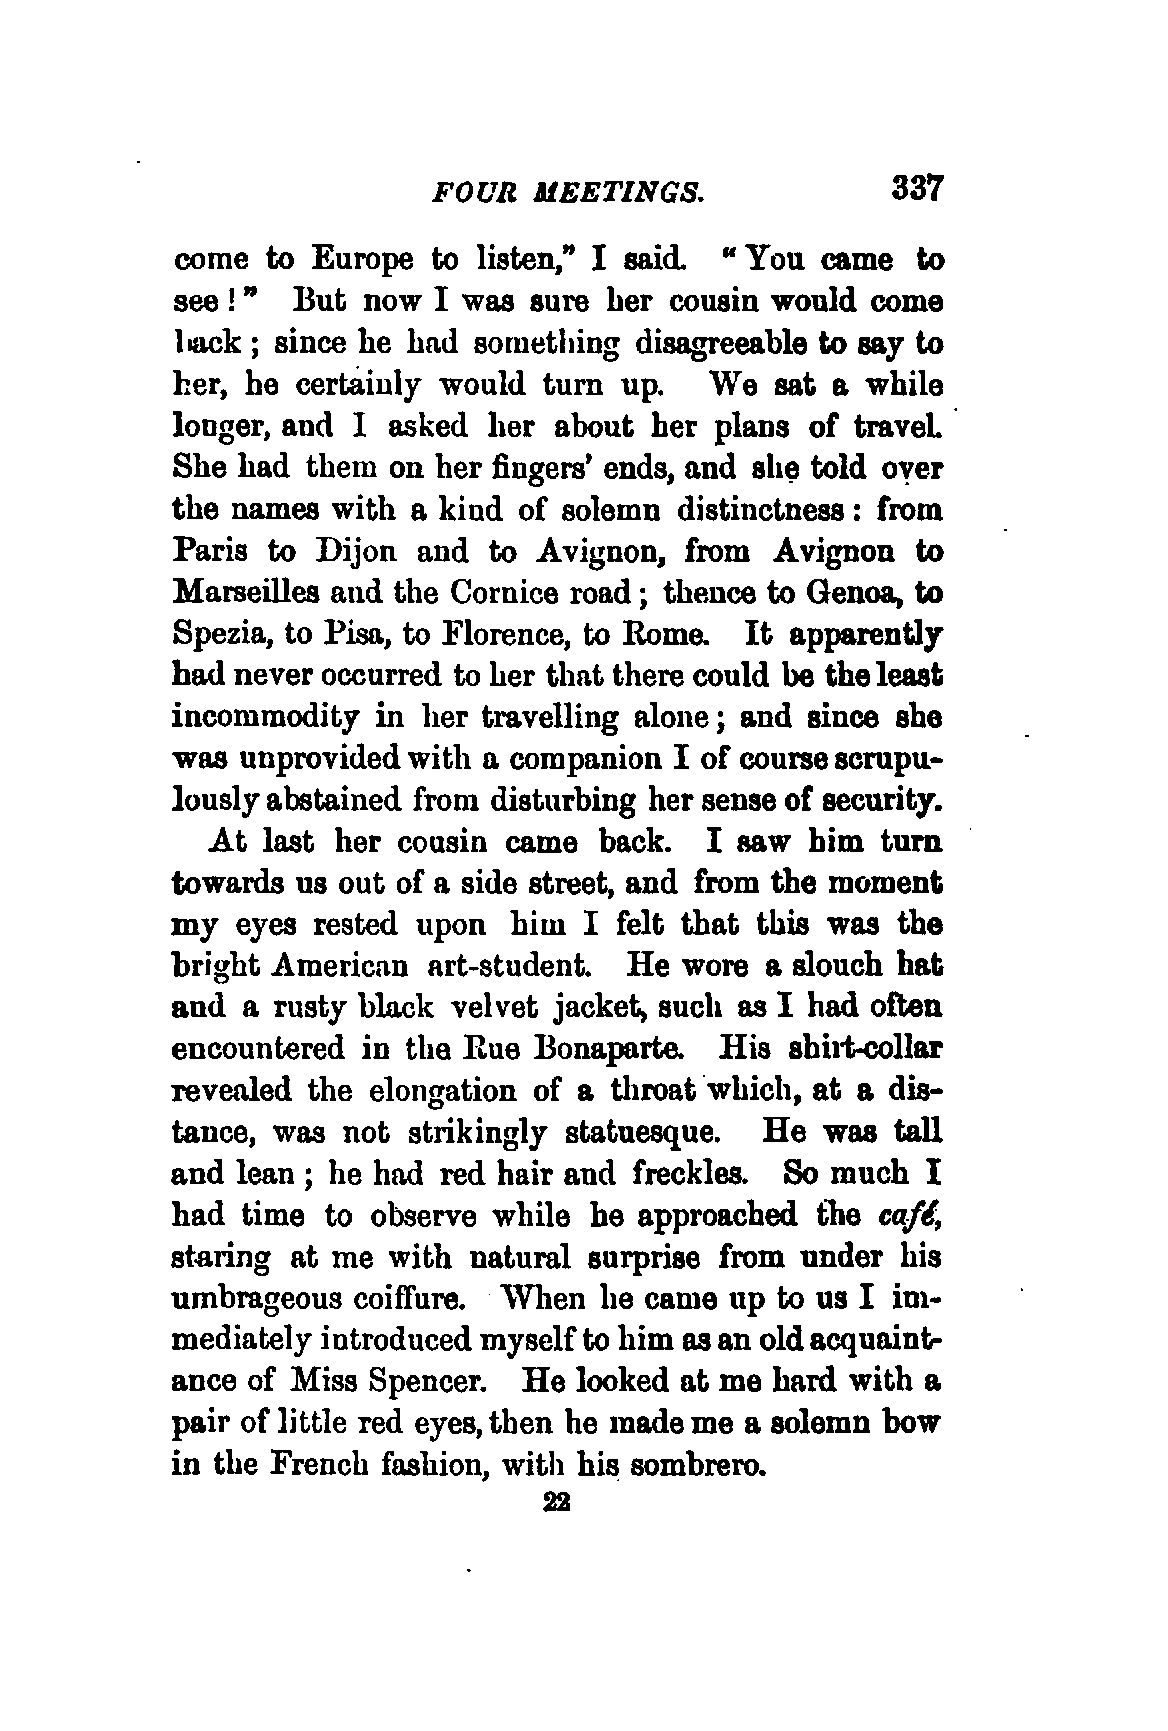 FOUR MEETINGS. 337
come to Europe to listen," I said. "You came to
see!" But now I was sure her cousin would come
back; since he had something disagreeable to say to
her, he certainly would turn up. We sat a while
longer, and I asked her about her plans of travel.
She had them on her fingers' ends, and she told over
the names with a kind of solemn distinctness: from
Paris to Dijon and to Avignon, from Avignon to
Marseilles and the Cornice road; thence to Genoa, to
Spezia, to Pisa, to Florence, to Rome. It apparently
had never occurred to her that there could be the least
incommodity in her travelling alone; and since she
was unprovided with a companion I of course scrupu-
lously abstained from disturbing her sense of security.
At last her cousin came back. I saw him turn
towards us out of a side street, and from the moment
my eyes rested upon him I felt that this was the
bright American art-student. He wore a slouch hat
and a rusty black velvet jacket, such as I had often
encountered in the Rue Bonaparte. His shirt-collar
revealed the elongation of a throat which, at a dis-
tance, was not strikingly statuesque. He was tall
and lean; he had red hair and freckles. So much I
had time to observe while he approached the café,
staring at me with natural surprise from under his
umbrageous coiffure. When he came up to us I im-
mediately introduced myself to him as an old acquaint-
ance of Miss Spencer. He looked at me hard with a
pair of little red eyes, then he made me a solemn bow
in the French fashion, with his sombrero.
22